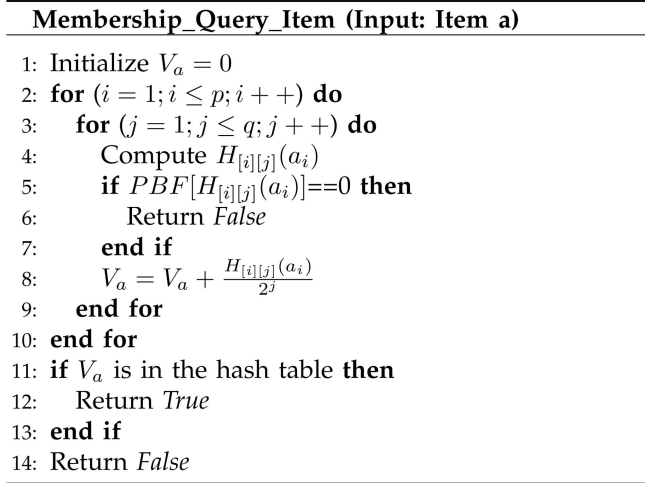 Membership_Query_Item (Input: Item a)
1: Initialize $V_a = 0$
2: for ($i = 1; i \leq p; i++$) do
3: for ($j = 1; j \leq q; j++$) do
4: Compute $H_{[i][j]}(a_i)$
5: if $PBF[H_{[i][j]}(a_i)]$==0 then
6: Return False
7: end if
8: $V_a = V_a + \frac{H_{[i][j]}(a_i)}{2^j}$
9: end for
10: end for
11: if $V_a$ is in the hash table then
12: Return True
13: end if
14: Return False